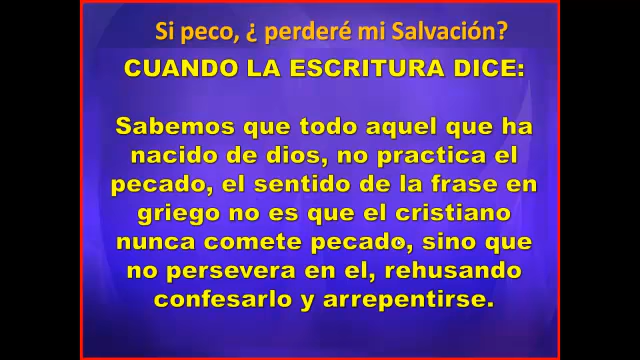 Si peco, ¿ perderé mi Salvación?
CUANDO LA ESCRITURA DICE:
Sabemos que todo aquel que ha
nacido de dios, no practica el
pecado, el sentido de la frase en
griego no es que el cristiano
nunca comete pecado, sino que
no persevera en el, rehusando
confesarlo y arrepentirse.